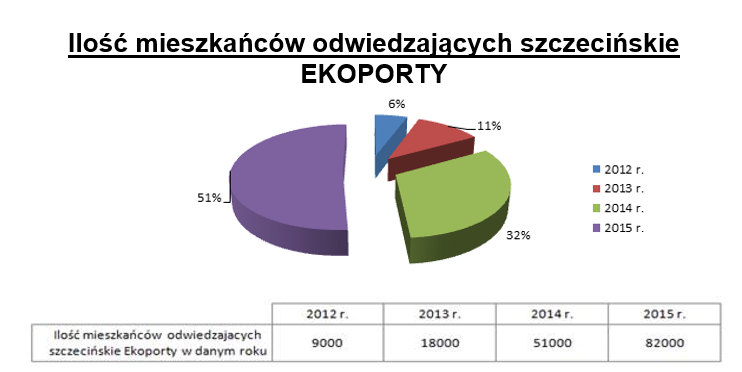 Ilość mieszkańców odwiedzających szczecińskie
EKOPORTY
6%
11%
51%
32%
2012 r.
2013 r.
2014 r.
2015 r.
2012 r. 2013 r. 2014 r. 2015 r.
Ilość mieszkańców odwiedzajacych
szczecińskie Ekoporty w danym roku
9000 18000 51000 82000